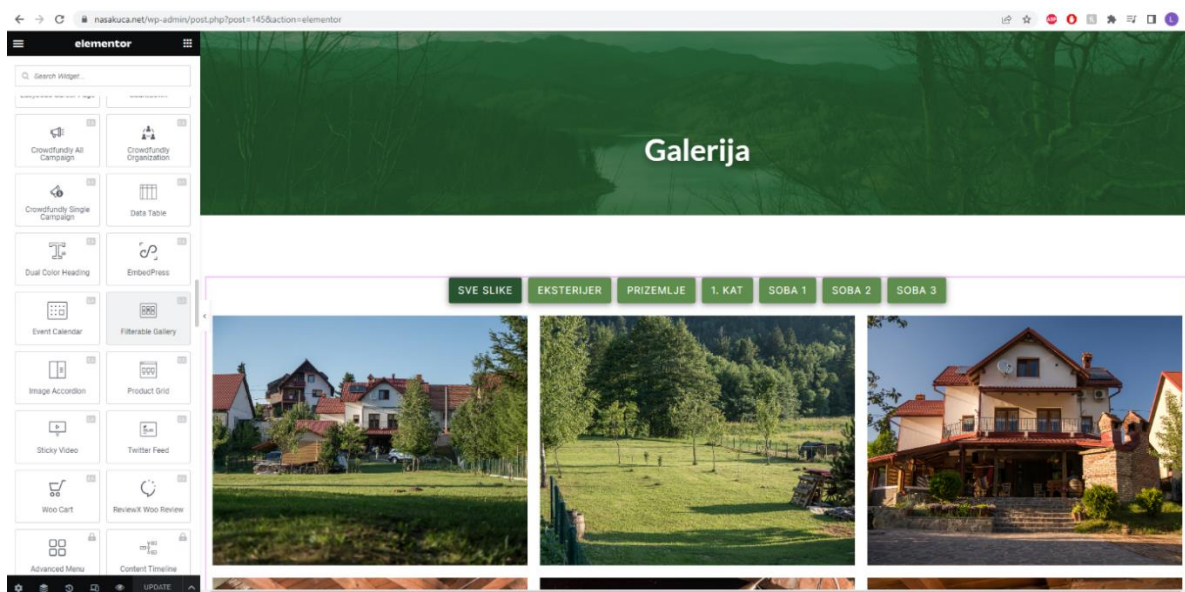 nasakuca.net/wp-admin/post.php?post=145&action=elementor
elementor
Search Widget...
Crowdfundly All
Campaign
Crowdfundly
Organization
Crowdfundly Single
Campaign
Data Table
Dual Color Heading
EmbedPress
Event Calendar
Filterable Gallery
Image Accordion
Product Grid
Sticky Video
Twitter Feed
Woo Cart
ReviewX Woo Review
Advanced Menu
Content Timeline
UPDATE
Galerija
SVE SLIKE EKSTERIJER PRIZEMLJE 1. KAT SOBA 1 SOBA 2 SOBA 3